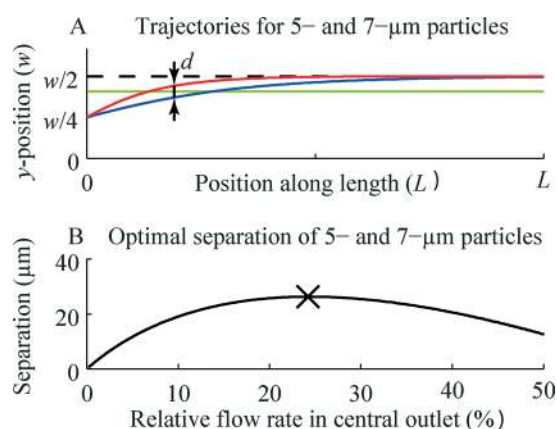 A Trajectories for 5− and 7−µm particles
y-position (w)
w/2
w/4
0
d
0 Position along length (L) L
B Optimal separation of 5− and 7−µm particles
Separation (µm)
40
20
0
0 10 20 30 40 50
Relative flow rate in central outlet (%)